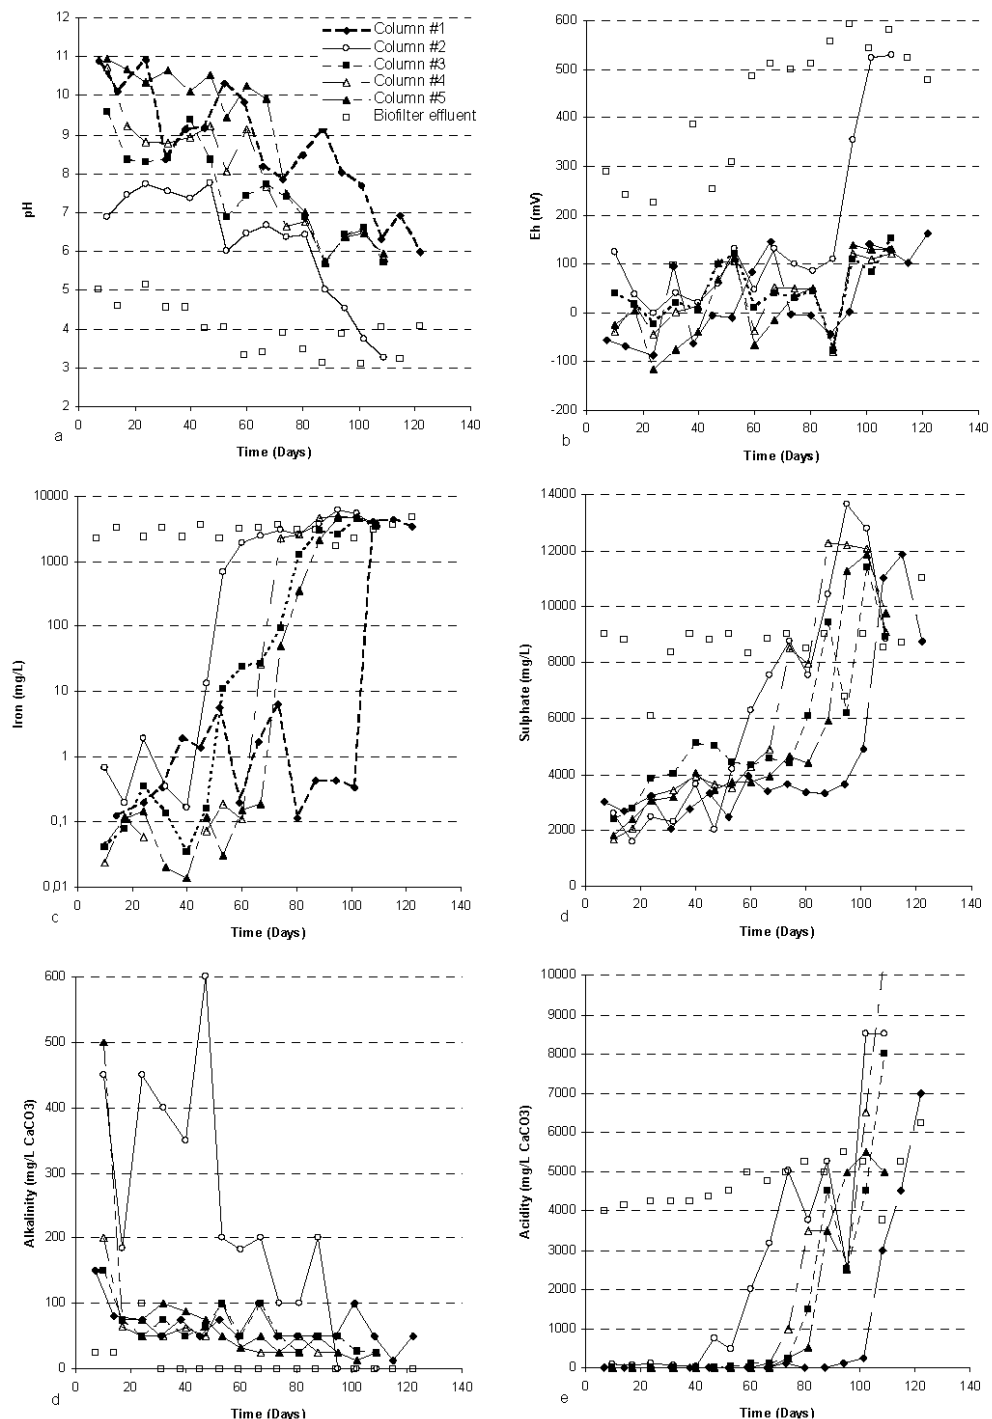 12
11
10
9
8
7
6
5
4
3
2
pH
0 20 40 60 80 100 120 140
Time (Days)
a
Column #1
Column #2
Column #3
Column #4
Column #5
Biofilter effluent
600
500
400
300
200
100
0
-100
-200
Eh (mV)
0 20 40 60 80 100 120 140
Time (Days)
b
10000
1000
100
10
1
0,1
0,01
Iron (mg/L)
0 20 40 60 80 100 120 140
Time (Days)
c
14000
12000
10000
8000
6000
4000
2000
0
Sulphate (mg/L)
0 20 40 60 80 100 120 140
Time (Days)
d
600
500
400
300
200
100
0
Alkalinity (mg/L CaCO3)
0 20 40 60 80 100 120 140
Time (Days)
d
10000
9000
8000
7000
6000
5000
4000
3000
2000
1000
0
Acidity (mg/L CaCO3)
0 20 40 60 80 100 120 140
Time (Days)
e